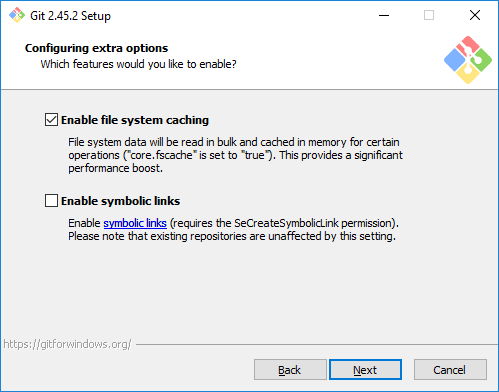 Git 2.45.2 Setup
Configuring extra options
Which features would you like to enable?
Enable file system caching
File system data will be read in bulk and cached in memory for certain
operations ("core.fscache" is set to "true"). This provides a significant
performance boost.
Enable symbolic links
Enable symbolic links (requires the SeCreateSymbolicLink permission).
Please note that existing repositories are unaffected by this setting.
https://gitforwindows.org/
Back
Next
Cancel